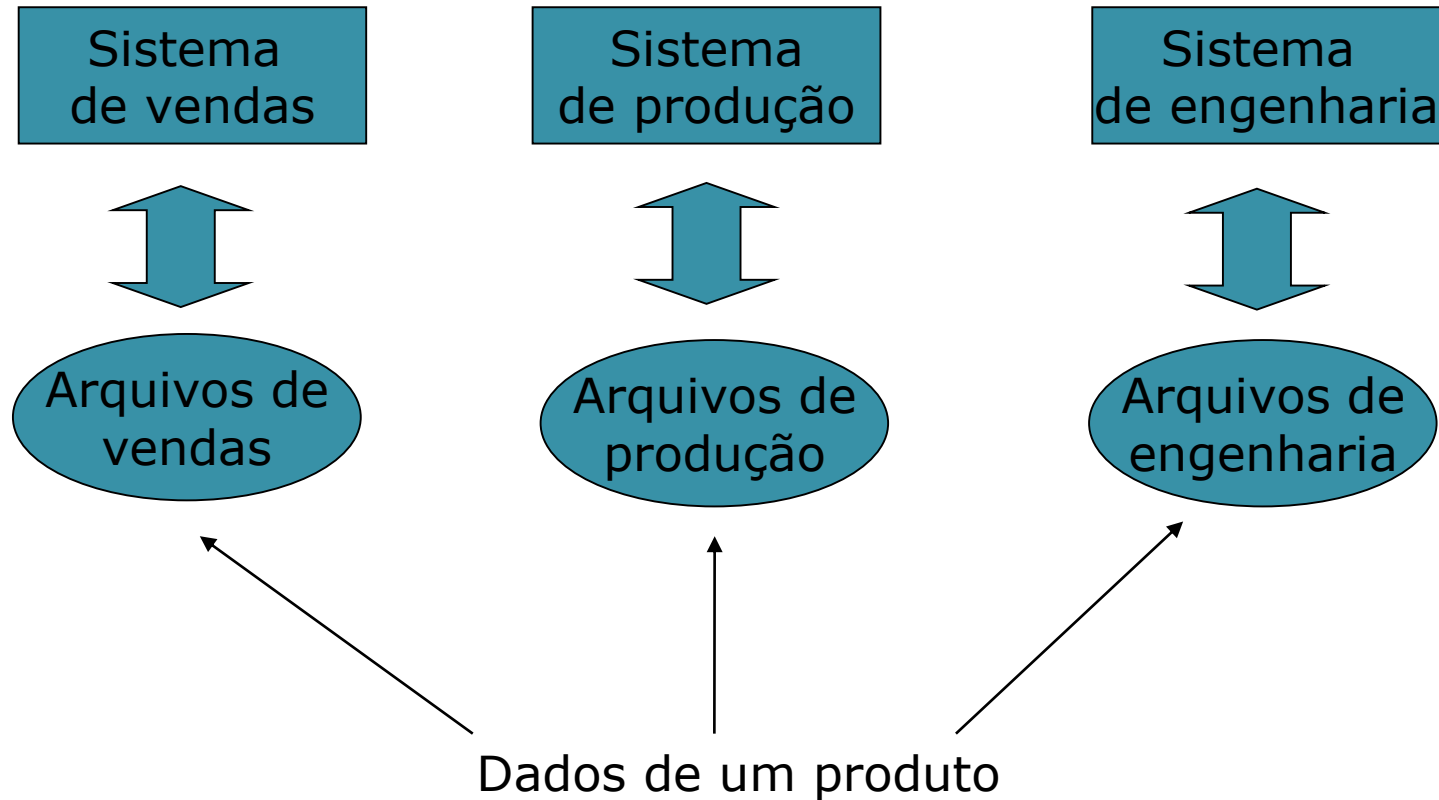 Sistema
de vendas
Sistema
de produção
Sistema
de engenharia
Arquivos de
vendas
Arquivos de
produção
Arquivos de
engenharia
Dados de um produto